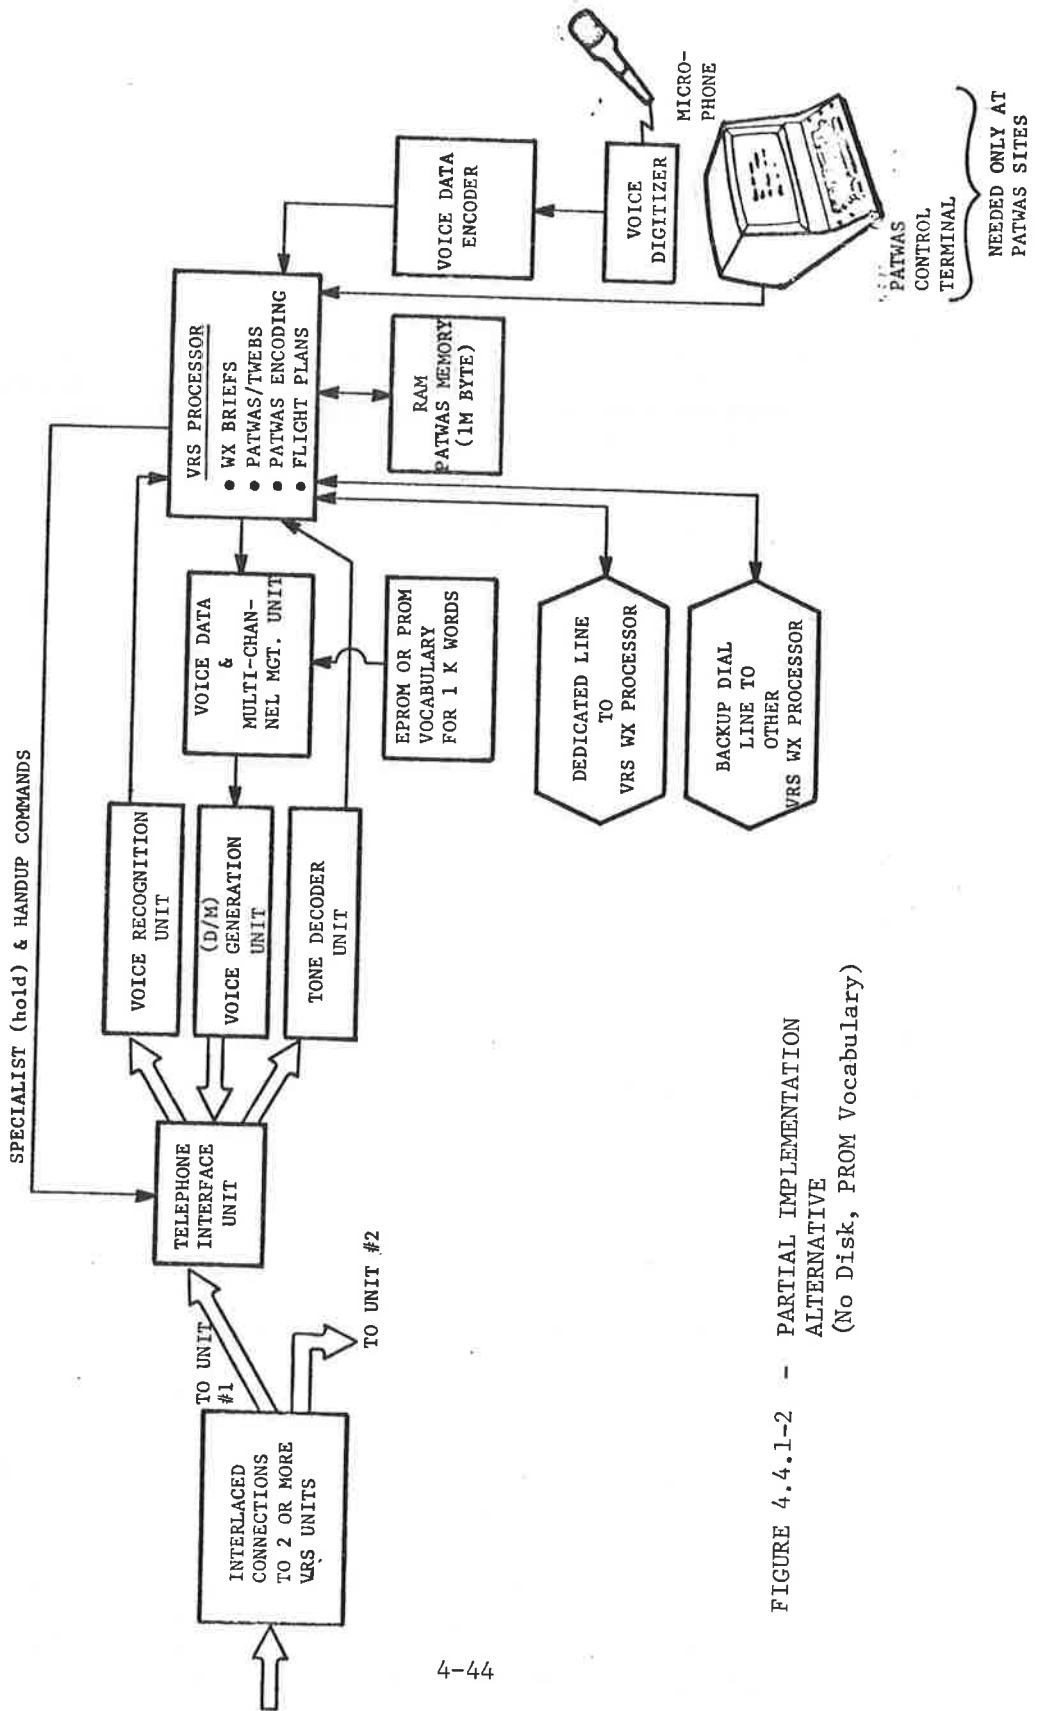 SPECIALIST (hold) & HANDUP COMMANDS
INTERLACED
CONNECTIONS
TO 2 OR MORE
VRS UNITS
TO UNIT
#1
TO UNIT #2
TELEPHONE
INTERFACE
UNIT
VOICE RECOGNITION
UNIT
(D/M)
VOICE GENERATION
UNIT
TONE DECODER
UNIT
VOICE DATA
&
MULTI-CHAN-
NEL MGT. UNIT
EPROM OR PROM
VOCABULARY
FOR 1 K WORDS
VRS PROCESSOR
• WX BRIEFS
• PATWAS/TWEBS
• PATWAS ENCODING
• FLIGHT PLANS
RAM
PATWAS MEMORY
(1M BYTE)
VOICE DATA
ENCODER
VOICE
DIGITIZER
MICRO-
PHONE
PATWAS
CONTROL
TERMINAL
NEEDED ONLY AT
PATWAS SITES
DEDICATED LINE
TO
VRS WX PROCESSOR
BACKUP DIAL
LINE TO
OTHER
VRS WX PROCESSOR
FIGURE 4.4.1-2 - PARTIAL IMPLEMENTATION
ALTERNATIVE
(No Disk, PROM Vocabulary)
4-44